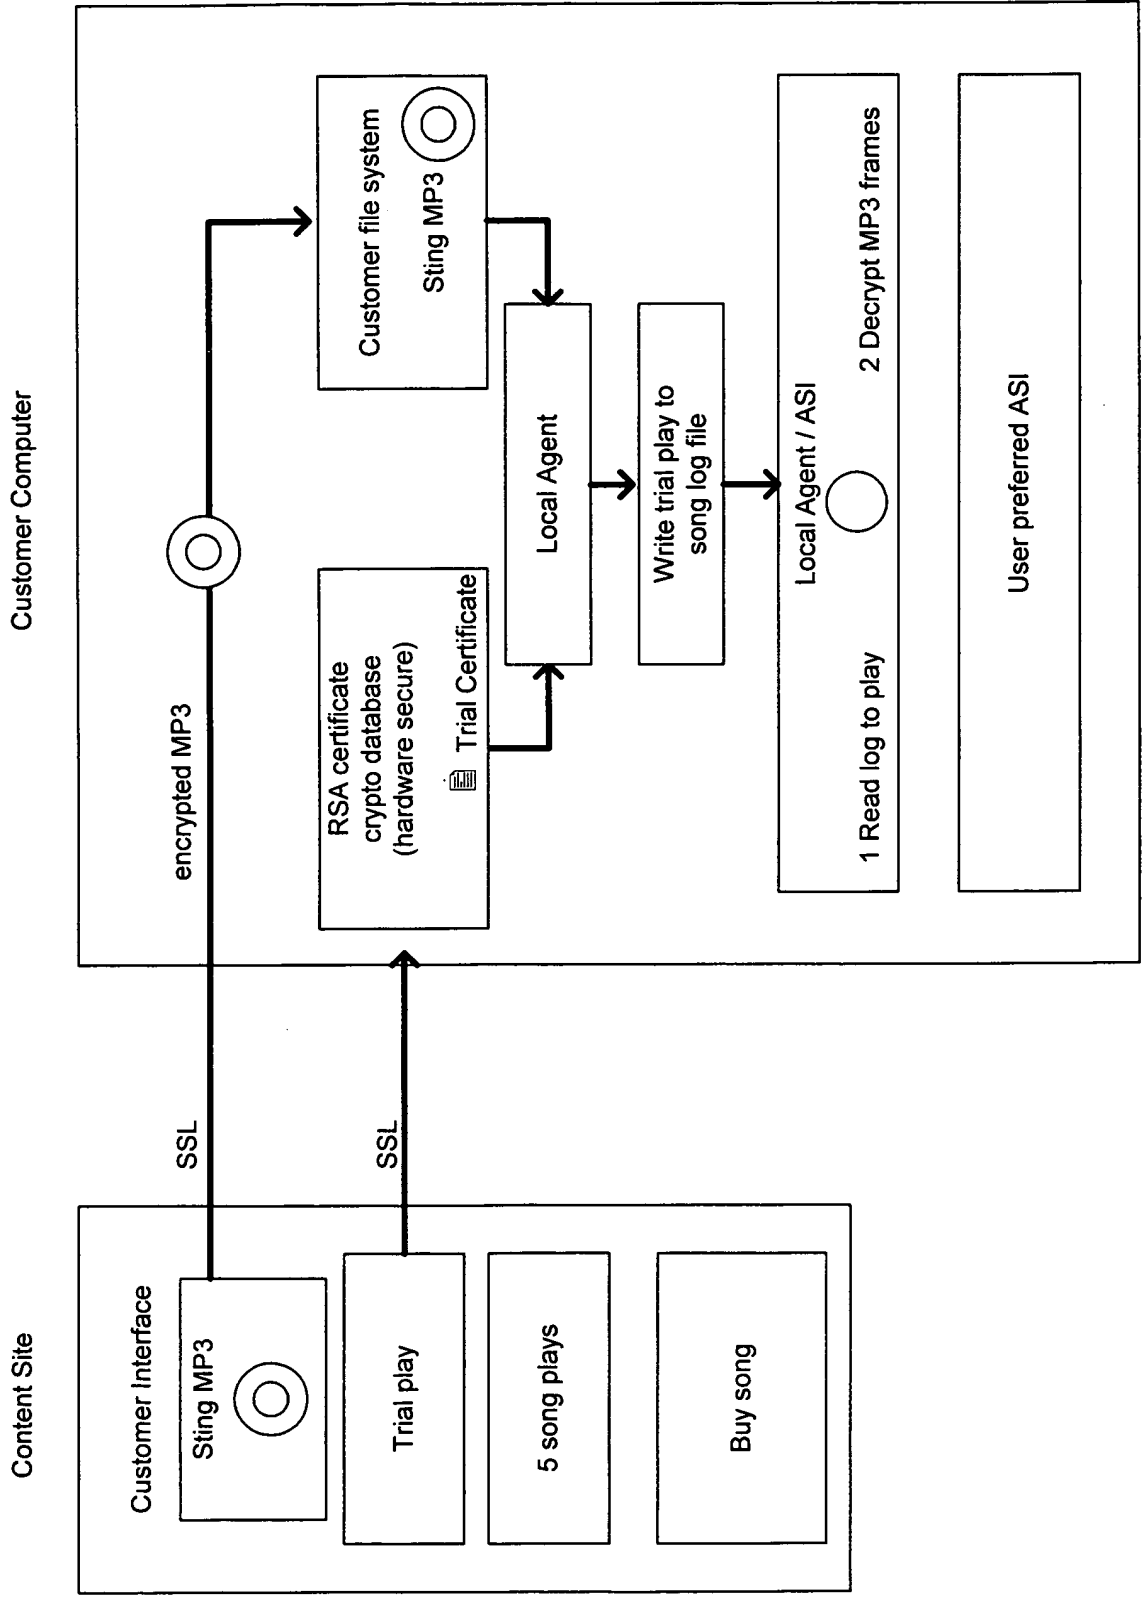 Content Site
Customer Interface
Sting MP3
Trial play
5 song plays
Buy song
SSL
SSL
encrypted MP3
Customer Computer
RSA certificate
crypto database
(hardware secure)
Trial Certificate
Customer file system
Sting MP3
Local Agent
Write trial play to
song log file
Local Agent / ASI
1 Read log to play
2 Decrypt MP3 frames
User preferred ASI